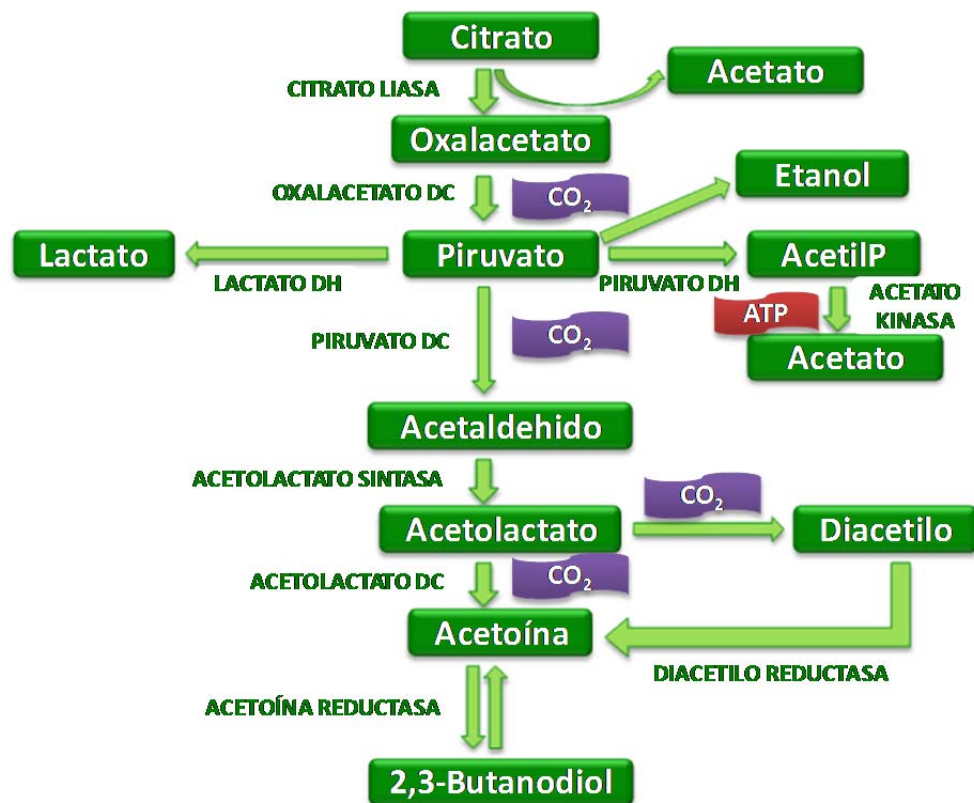 Citrato
CITRATO LIASA
Acetato
Oxalacetato
OXALACETATO DC
CO₂
Etanol
Lactato
LACTATO DH
Piruvato
PIRUVATO DH
AcetilP
ATP
ACETATO
KINASA
Acetato
PIRUVATO DC
CO₂
Acetaldehido
ACETOLACTATO SINTASA
CO₂
Acetolactato
Diacetilo
ACETOLACTATO DC
CO₂
Acetoína
DIACETILO REDUCTASA
ACETOÍNA REDUCTASA
2,3-Butanodiol